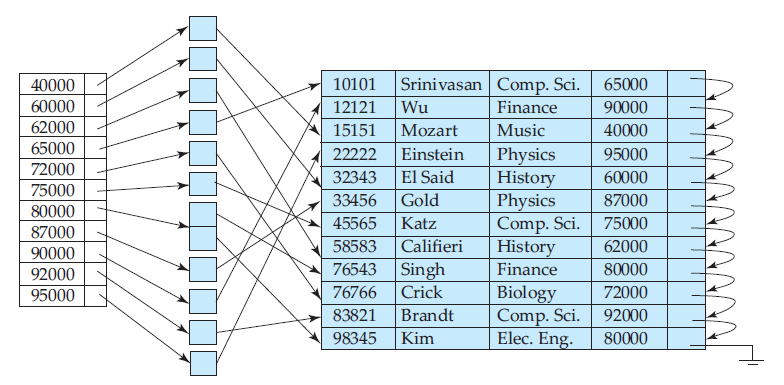 40000
60000
62000
65000
72000
75000
80000
87000
90000
92000
95000
10101 Srinivasan Comp. Sci. 65000
12121 Wu Finance 90000
15151 Mozart Music 40000
22222 Einstein Physics 95000
32343 El Said History 60000
33456 Gold Physics 87000
45565 Katz Comp. Sci. 75000
58583 Califieri History 62000
76543 Singh Finance 80000
76766 Crick Biology 72000
83821 Brandt Comp. Sci. 92000
98345 Kim Elec. Eng. 80000